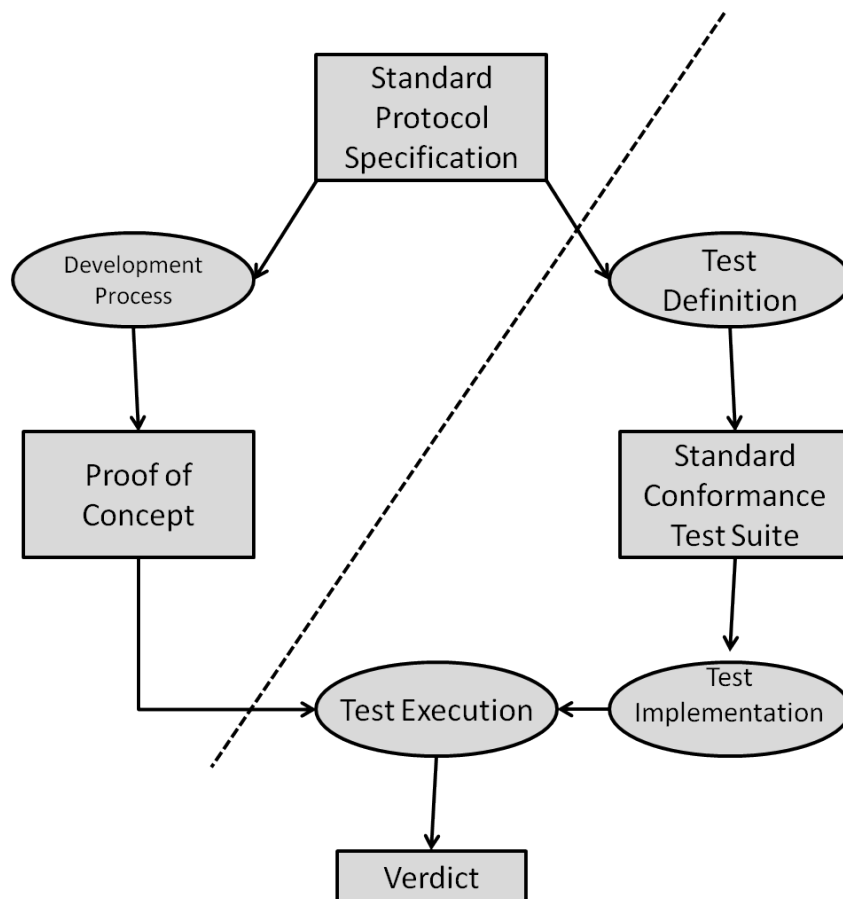 Standard
Protocol
Specification
Development
Process
Test
Definition
Proof of
Concept
Standard
Conformance
Test Suite
Test Execution
Test
Implementation
Verdict